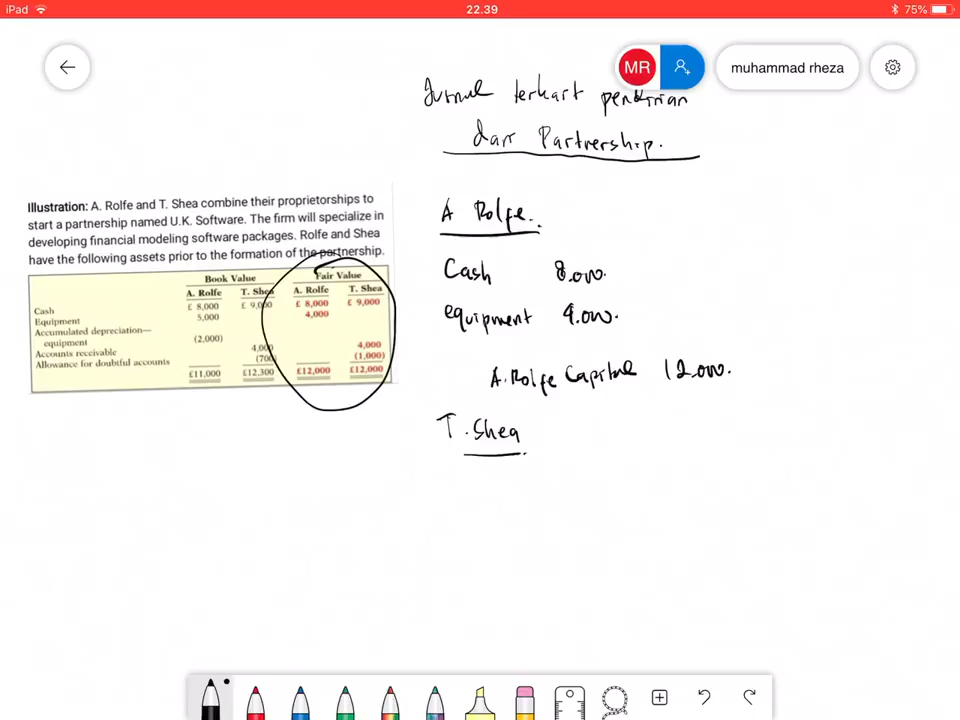 iPad
22.39
75%
MR
muhammad rheza
Jurnal terkait pendirian
dari Partnership.
Illustration: A. Rolfe and T. Shea combine their proprietorships to
start a partnership named U.K. Software. The firm will specialize in
developing financial modeling software packages. Rolfe and Shea
have the following assets prior to the formation of the partnership.
Book Value Fair Value
A. Rolfe T. Shea A. Rolfe T. Shea
Cash £ 8,000 £ 9,000 £ 8,000 £ 9,000
Equipment 5,000 4,000
Accumulated depreciation—
equipment (2,000)
Accounts receivable 4,000 4,000
Allowance for doubtful accounts (700) (1,000)
£11,000 £12,300 £12,000 £12,000
A Rolfe.
Cash 8.000.
equipment 4.000.
A. Rolfe Capital 12.000.
T. Shea